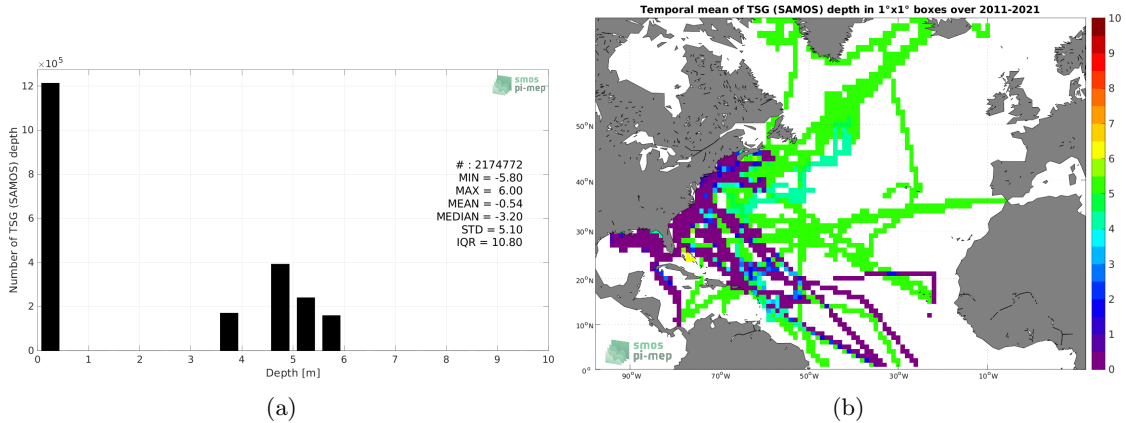 Temporal mean of TSG (SAMOS) depth in 1°x1° boxes over 2011-2021
×10⁵
smos
pi-mep
12
10
8
6
4
2
0
Number of TSG (SAMOS) depth
# : 2174772
MIN = -5.80
MAX = 6.00
MEAN = -0.54
MEDIAN = -3.20
STD = 5.10
IQR = 10.80
0 1 2 3 4 5 6 7 8 9 10
Depth [m]
50°N
40°N
30°N
20°N
10°N
0°
90°W 70°W 50°W 30°W 10°W
smos
pi-mep
10
9
8
7
6
5
4
3
2
1
0
(a)
(b)